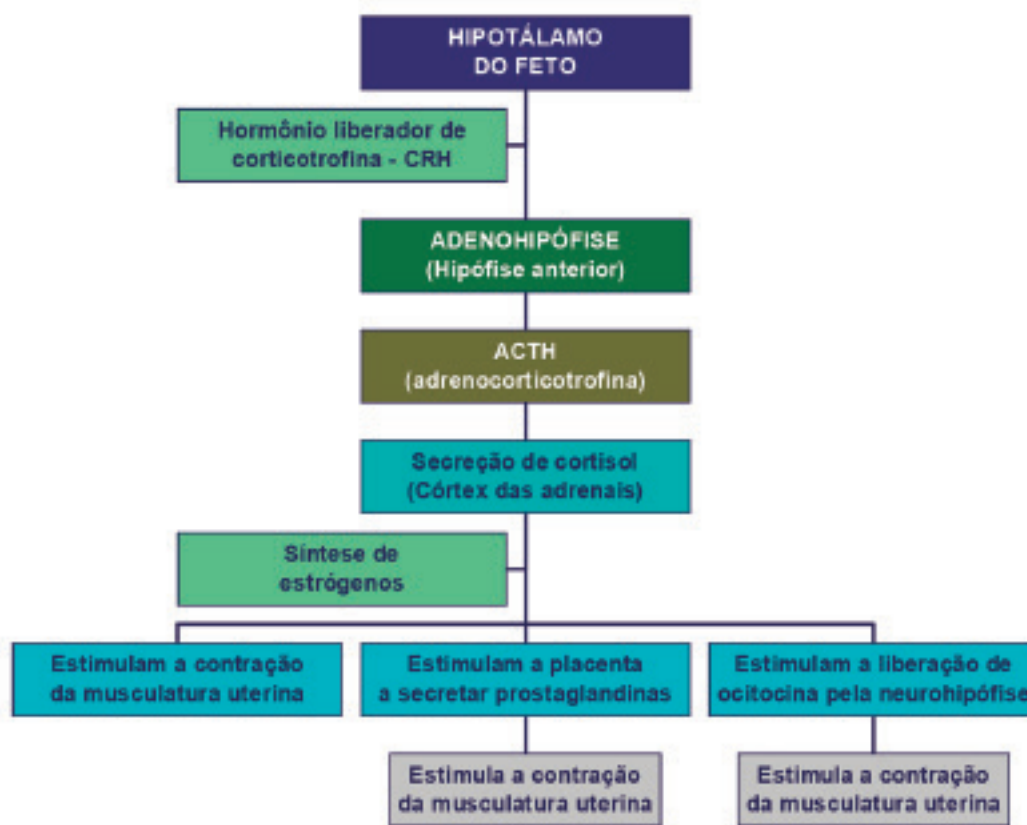 HIPOTÁLAMO
DO FETO
Hormônio liberador de
corticotrofina - CRH
ADENOHIPÓFISE
(Hipófise anterior)
ACTH
(adrenocorticotrofina)
Secreção de cortisol
(Córtex das adrenais)
Síntese de
estrógenos
Estimulam a contração
da musculatura uterina
Estimulam a placenta
a secretar prostaglandinas
Estimulam a liberação de
ocitocina pela neurohipófise
Estimula a contração
da musculatura uterina
Estimula a contração
da musculatura uterina